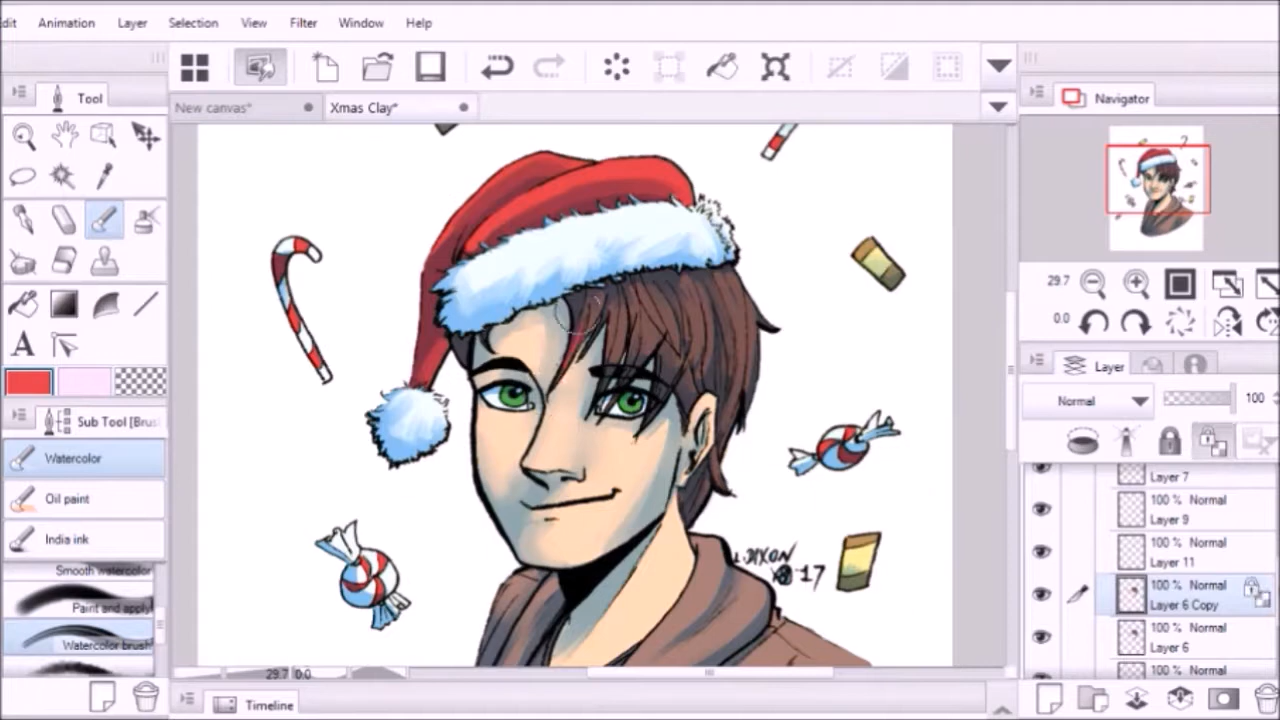 dit Animation Layer Selection View Filter Window Help
Tool
New canvas*
Xmas Clay*
Navigator
29.7
0.0
A
Sub Tool [Brus
Watercolor
Oil paint
India ink
Smooth watercolor
Paint and apply
Watercolor brush
Layer
Normal
100
Layer 7
100 % Normal
Layer 9
100 % Normal
Layer 11
100 % Normal
Layer 6 Copy
100 % Normal
Layer 6
100 % Normal
L.DIXON
17
29.7 0.0
Timeline